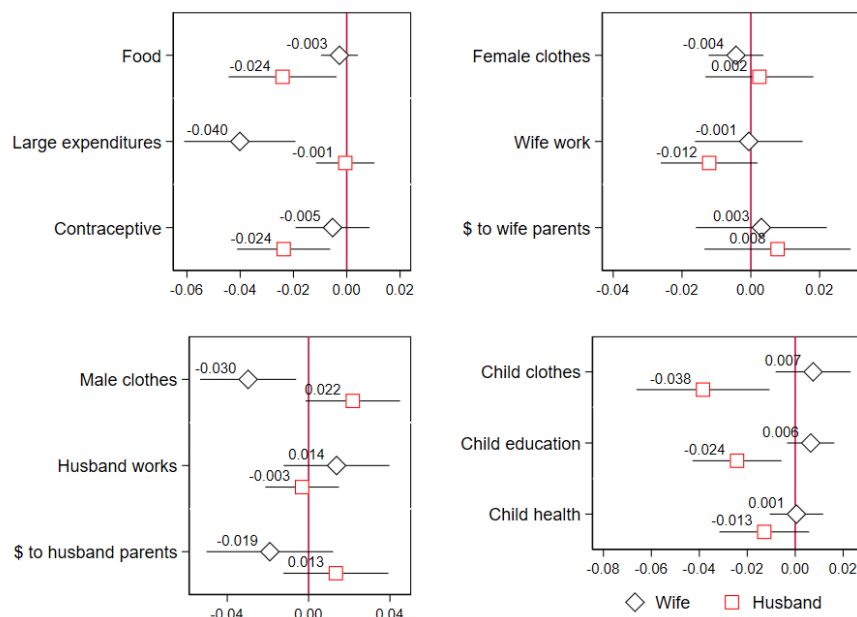 Food
-0.003
-0.024
Large expenditures
-0.040
-0.001
Contraceptive
-0.005
-0.024
-0.06 -0.04 -0.02 0.00 0.02
Female clothes
-0.004
0.002
Wife work
-0.001
-0.012
$ to wife parents
0.003
0.008
-0.04 -0.02 0.00 0.02
Male clothes
-0.030
0.022
Husband works
0.014
-0.003
$ to husband parents
-0.019
0.013
-0.04 0.00 0.04
Child clothes
0.007
-0.038
Child education
0.006
-0.024
Child health
0.001
-0.013
-0.08 -0.06 -0.04 -0.02 0.00 0.02
Wife Husband